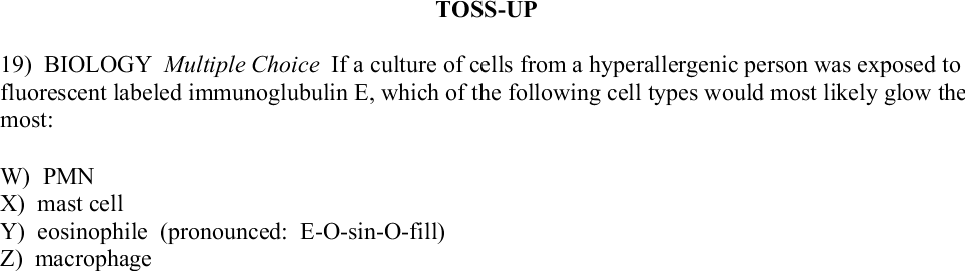 TOSS-UP
19) BIOLOGY Multiple Choice If a culture of cells from a hyperallergenic person was exposed to
fluorescent labeled immunoglubulin E, which of the following cell types would most likely glow the
most:
W) PMN
X) mast cell
Y) eosinophile (pronounced: E-O-sin-O-fill)
Z) macrophage